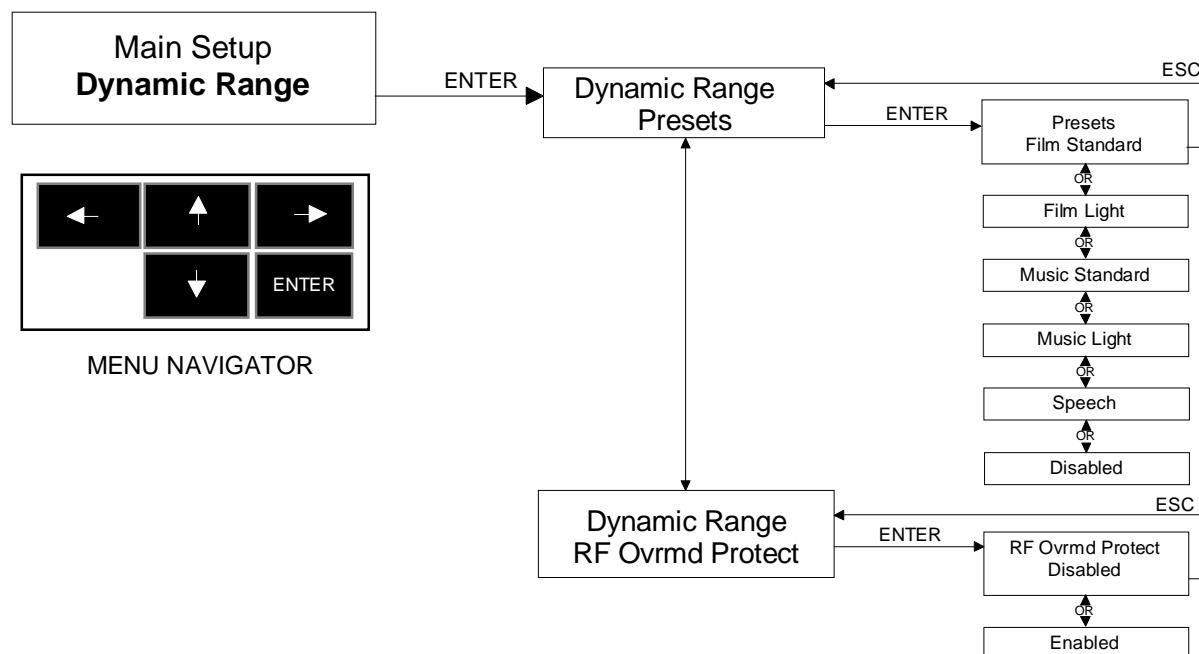 Main Setup
Dynamic Range
ENTER
Dynamic Range
Presets
ESC
ENTER
Presets
Film Standard
OR
Film Light
OR
Music Standard
OR
Music Light
OR
Speech
OR
Disabled
ENTER
MENU NAVIGATOR
Dynamic Range
RF Ovrmd Protect
ESC
ENTER
RF Ovrmd Protect
Disabled
OR
Enabled